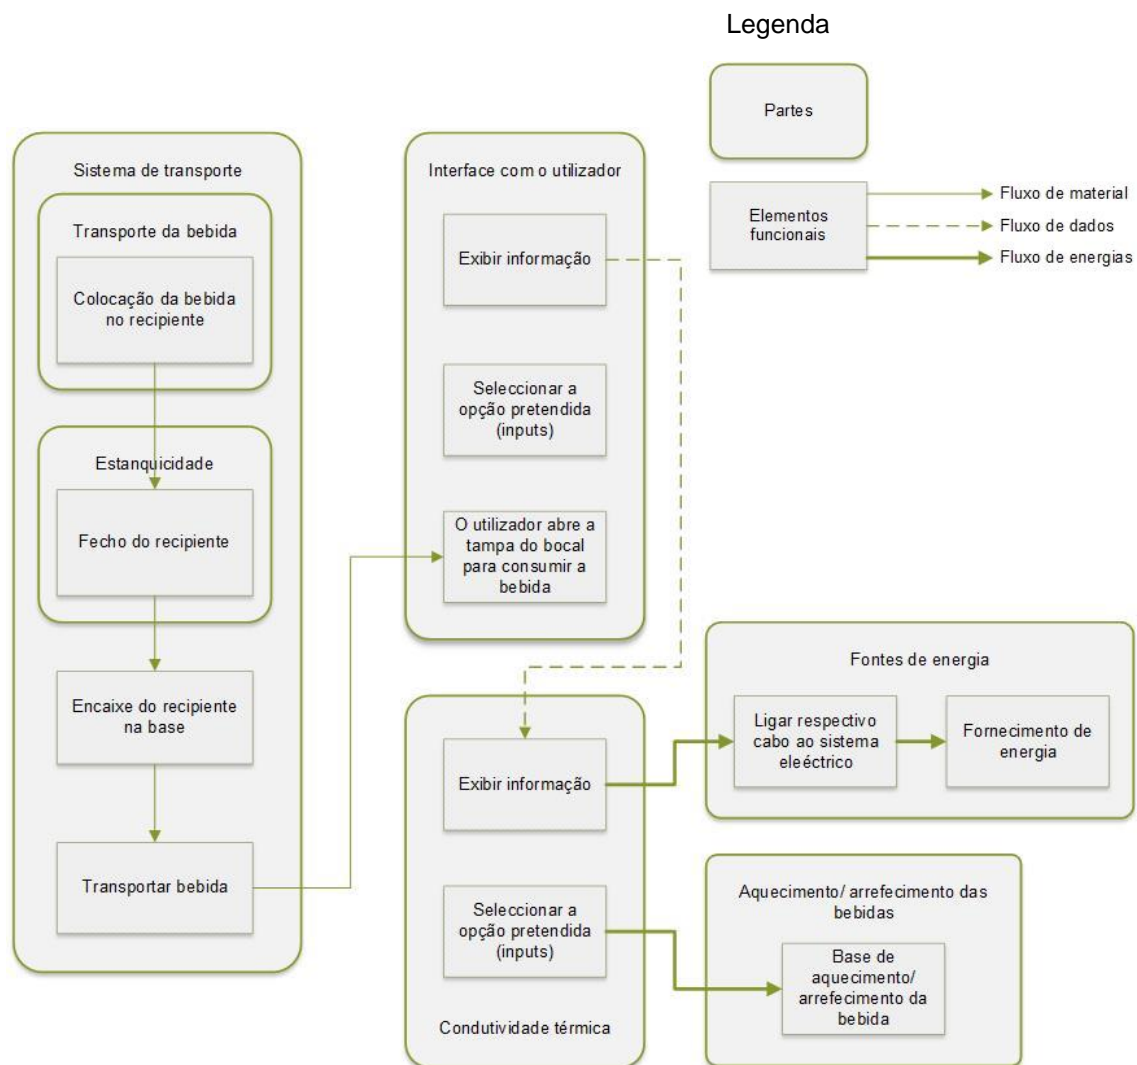 Legenda
Partes
Elementos
funcionais
Fluxo de material
Fluxo de dados
Fluxo de energias
Sistema de transporte
Transporte da bebida
Colocação da bebida
no recipiente
Estanquicidade
Fecho do recipiente
Encaixe do recipiente
na base
Transportar bebida
Interface com o utilizador
Exibir informação
Seleccionar a
opção pretendida
(inputs)
O utilizador abre a
tampa do bocal
para consumir a
bebida
Exibir informação
Seleccionar a
opção pretendida
(inputs)
Condutividade térmica
Fontes de energia
Ligar respectivo
cabo ao sistema
eleéctrico
Fornecimento de
energia
Aquecimento/ arrefecimento das
bebidas
Base de
aquecimento/
arrefecimento da
bebida